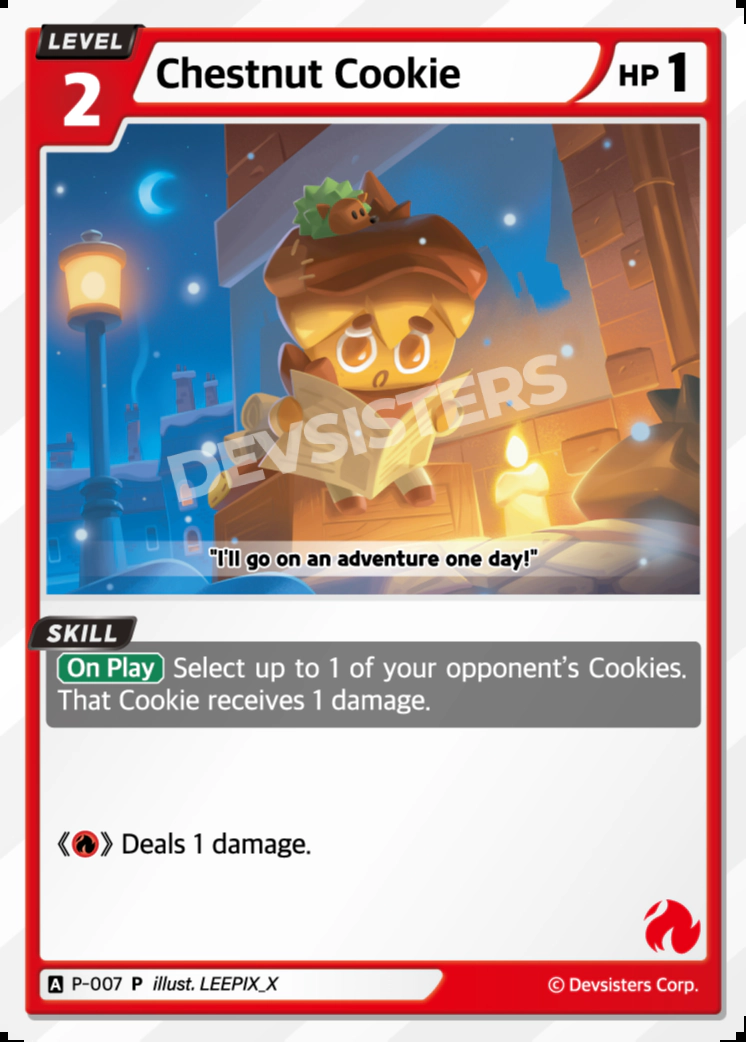 LEVEL
2
Chestnut Cookie
HP 1
DEVSISTERS
"I'll go on an adventure one day!"
SKILL
On Play Select up to 1 of your opponent's Cookies.
That Cookie receives 1 damage.
《》 Deals 1 damage.
A P-007 P illust. LEEPIX_X
© Devsisters Corp.